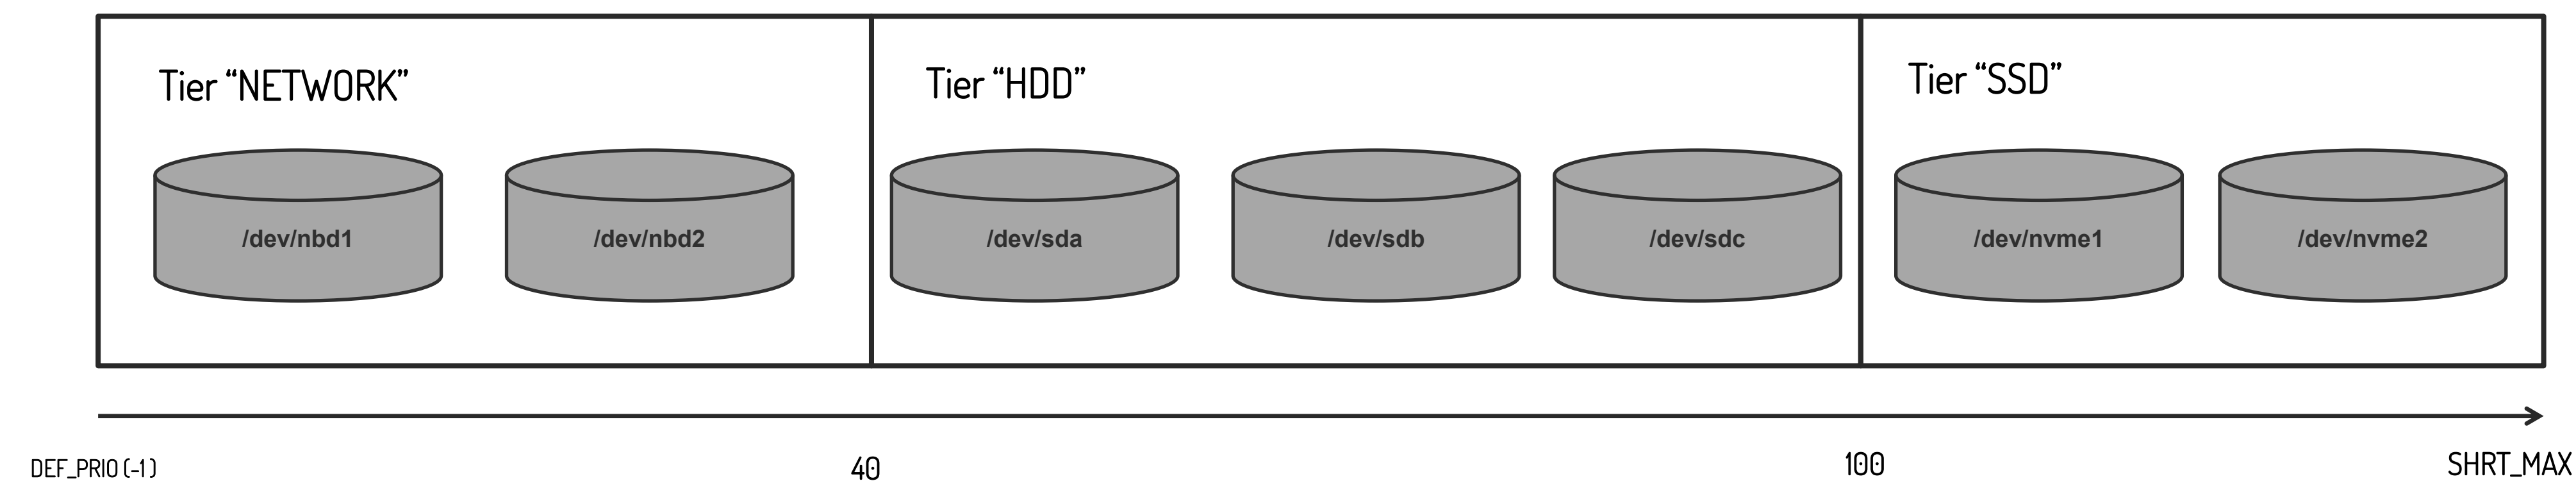 Tier “NETWORK”
Tier “HDD”
Tier “SSD”
/dev/nbd1
/dev/nbd2
/dev/sda
/dev/sdb
/dev/sdc
/dev/nvme1
/dev/nvme2
DEF_PRIO (-1)
40
100
SHRT_MAX